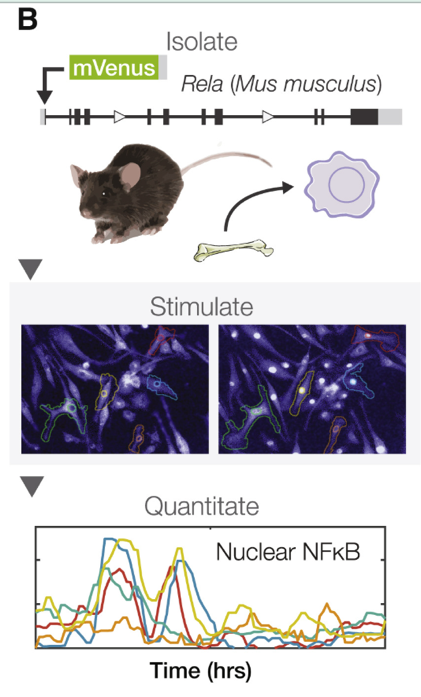 B
Isolate
mVenus
Rela (Mus musculus)
Stimulate
Quantitate
Nuclear NFκB
Time (hrs)